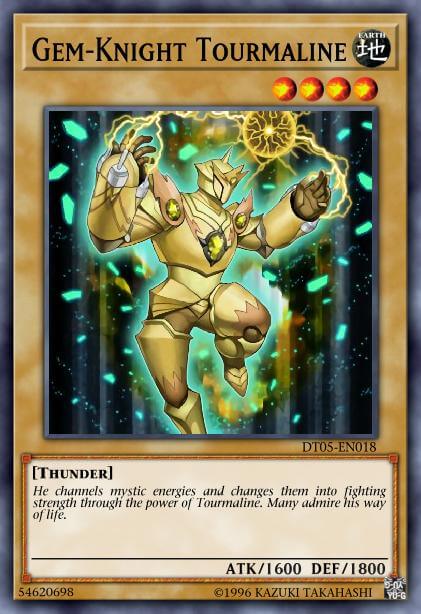 GEM-KNIGHT TOURMALINE
EARTH
地
DT05-EN018
[THUNDER]
He channels mystic energies and changes them into fighting
strength through the power of Tourmaline. Many admire his way
of life.
ATK/1600 DEF/1800
54620698
©1996 KAZUKI TAKAHASHI